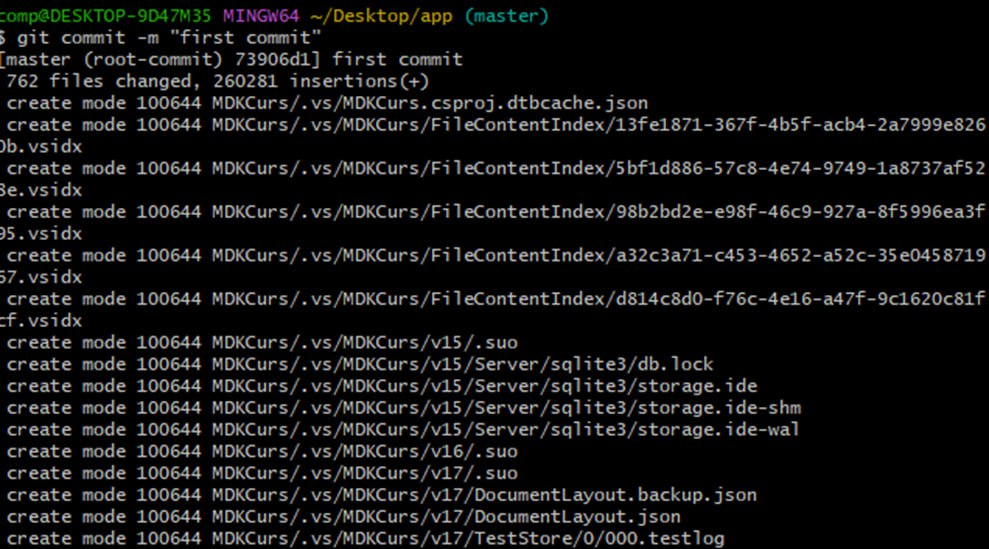 comp@DESKTOP-9D47M35 MINGW64 ~/Desktop/app (master)
$ git commit -m "first commit"
[master (root-commit) 73906d1] first commit
 762 files changed, 260281 insertions(+)
 create mode 100644 MDKCurs/.vs/MDKCurs.csproj.dtbcache.json
 create mode 100644 MDKCurs/.vs/FileContentIndex/13fe1871-367f-4b5f-acb4-2a7999e826
0b.vsidx
 create mode 100644 MDKCurs/.vs/FileContentIndex/5bf1d886-57c8-4e74-9749-1a8737af52
8e.vsidx
 create mode 100644 MDKCurs/.vs/FileContentIndex/98b2bd2e-e98f-46c9-927a-8f5996ea3f
95.vsidx
 create mode 100644 MDKCurs/.vs/FileContentIndex/a32c3a71-c453-4652-a52c-35e0458719
67.vsidx
 create mode 100644 MDKCurs/.vs/FileContentIndex/d814c8d0-f76c-4e16-a47f-9c1620c81f
cf.vsidx
 create mode 100644 MDKCurs/.vs/MDKCurs/v15/.suo
 create mode 100644 MDKCurs/.vs/MDKCurs/v15/Server/sqlite3/db.lock
 create mode 100644 MDKCurs/.vs/MDKCurs/v15/Server/sqlite3/storage.ide
 create mode 100644 MDKCurs/.vs/MDKCurs/v15/Server/sqlite3/storage.ide-shm
 create mode 100644 MDKCurs/.vs/MDKCurs/v15/Server/sqlite3/storage.ide-wal
 create mode 100644 MDKCurs/.vs/MDKCurs/v16/.suo
 create mode 100644 MDKCurs/.vs/MDKCurs/v17/.suo
 create mode 100644 MDKCurs/.vs/MDKCurs/v17/DocumentLayout.backup.json
 create mode 100644 MDKCurs/.vs/MDKCurs/v17/DocumentLayout.json
 create mode 100644 MDKCurs/.vs/MDKCurs/v17/TestStore/0/000.testlog